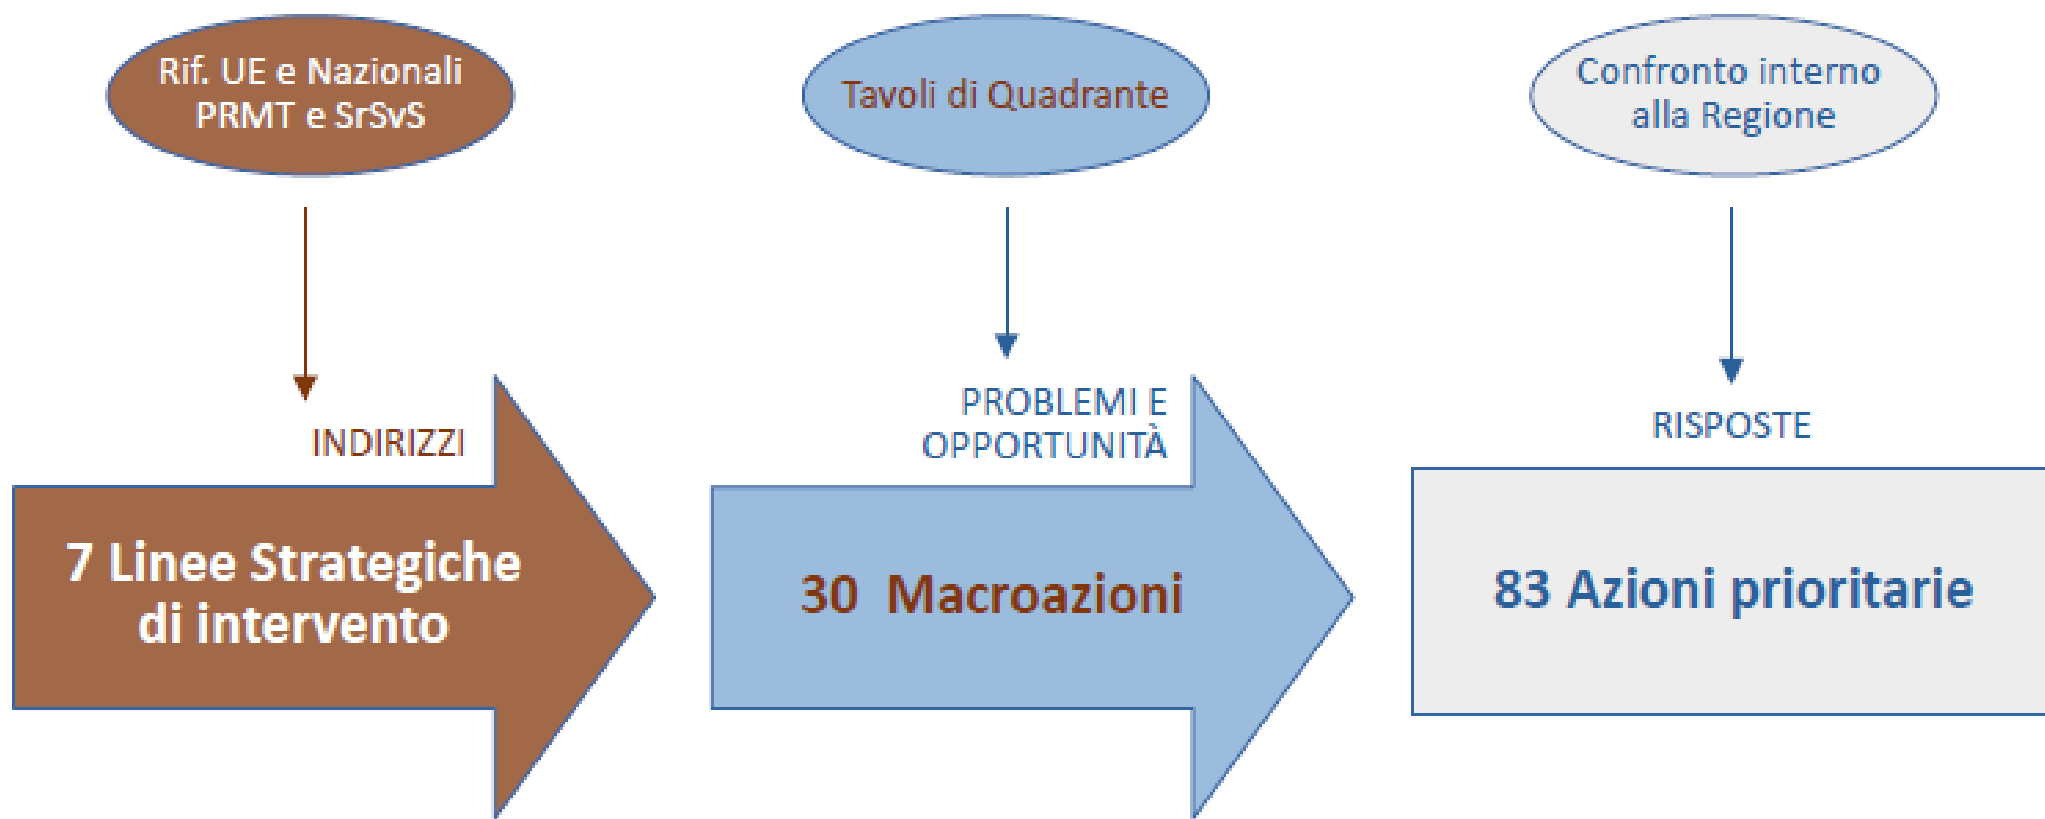 Rif. UE e Nazionali
PRMT e SrSvS
Tavoli di Quadrante
Confronto interno
alla Regione
INDIRIZZI
PROBLEMI E
OPPORTUNITÀ
RISPOSTE
7 Linee Strategiche
di intervento
30 Macroazioni
83 Azioni prioritarie